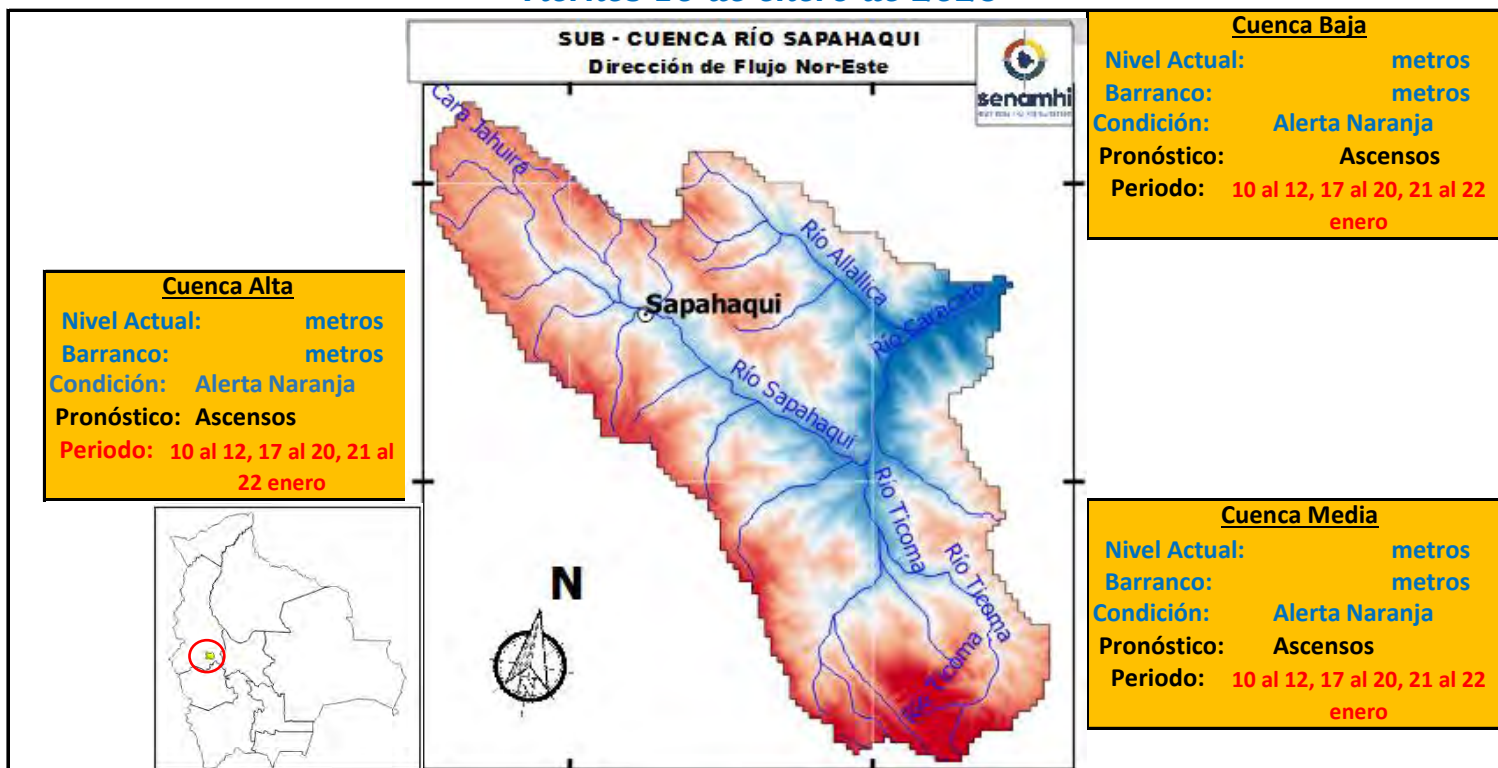 SUB - CUENCA RÍO SAPAHAQUI
Dirección de Flujo Nor-Este
senamhi
Cuenca Baja
Nivel Actual: metros
Barranco: metros
Condición: Alerta Naranja
Pronóstico: Ascensos
Periodo: 10 al 12, 17 al 20, 21 al 22
enero
Cuenca Alta
Nivel Actual: metros
Barranco: metros
Condición: Alerta Naranja
Pronóstico: Ascensos
Periodo: 10 al 12, 17 al 20, 21 al
22 enero
Cara Jahuira
Río Allallica
Sapahaqui
Río Caracato
Río Sapahaqui
Río Ticoma
Río Ticoma
Río Ticoma
N
Cuenca Media
Nivel Actual: metros
Barranco: metros
Condición: Alerta Naranja
Pronóstico: Ascensos
Periodo: 10 al 12, 17 al 20, 21 al 22
enero